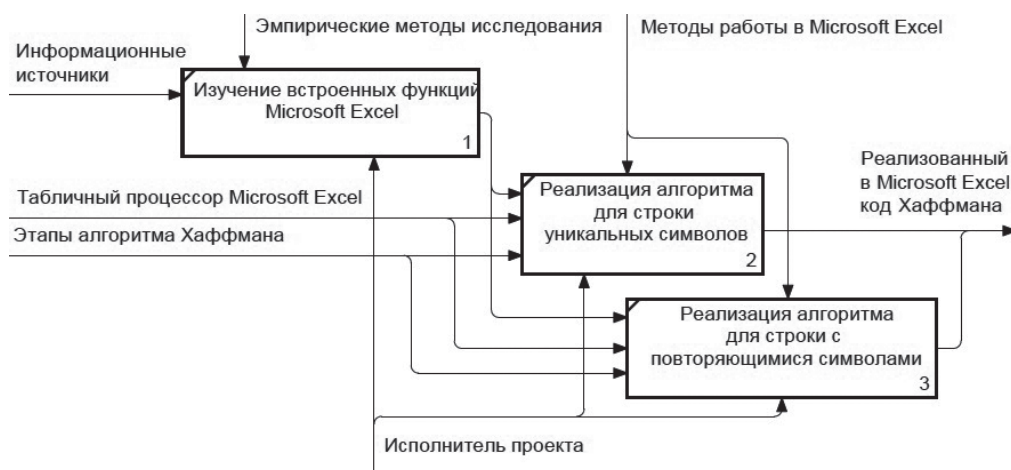 Эмпирические методы исследования
Методы работы в Microsoft Excel
Информационные
источники
Изучение встроенных функций
Microsoft Excel
1
Табличный процессор Microsoft Excel
Этапы алгоритма Хаффмана
Реализация алгоритма
для строки
уникальных символов
2
Реализованный
в Microsoft Excel
код Хаффмана
Реализация алгоритма
для строки с
повторяющимися символами
3
Исполнитель проекта